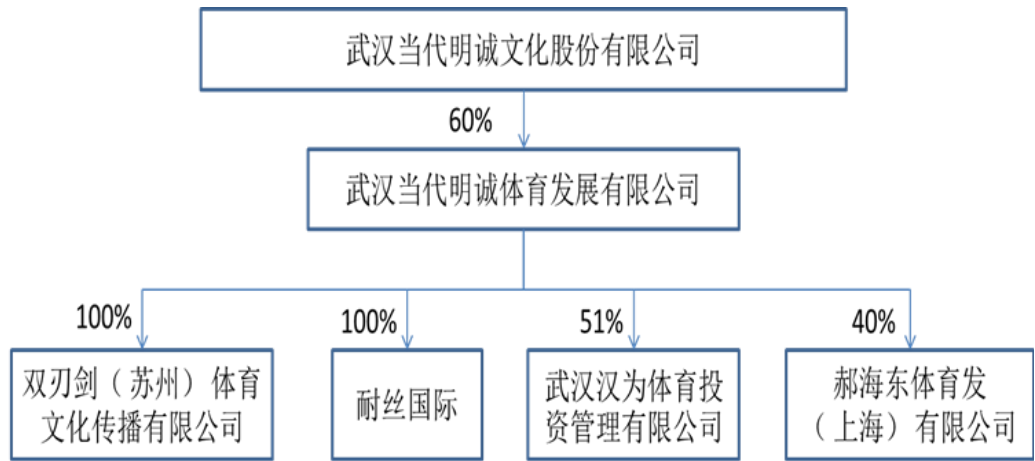 武汉当代明诚文化股份有限公司
60%
武汉当代明诚体育发展有限公司
100%
100%
51%
40%
双刃剑（苏州）体育
文化传播有限公司
耐丝国际
武汉汉为体育投
资管理有限公司
郝海东体育发
（上海）有限公司